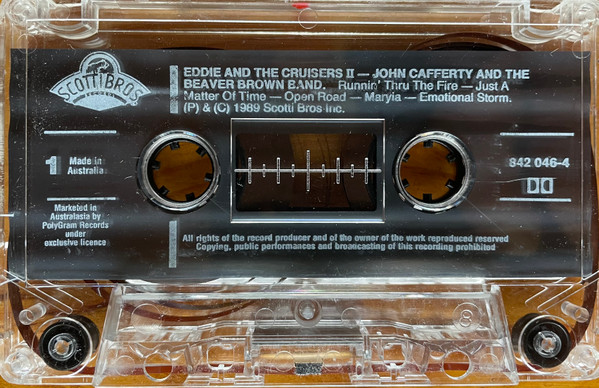 SCOTTI BROS
RECORDS
EDDIE AND THE CRUISERS II — JOHN CAFFERTY AND THE
BEAVER BROWN BAND. Runnin' Thru The Fire — Just A
Matter Of Time — Open Road — Maryia — Emotional Storm.
(P) & (C) 1989 Scotti Bros Inc.
1 Made in
Australia
842 046-4
Marketed in
Australasia by
PolyGram Records
under
exclusive licence
All rights of the record producer and of the owner of the work reproduced reserved
Copying, public performances and broadcasting of this recording prohibited
8